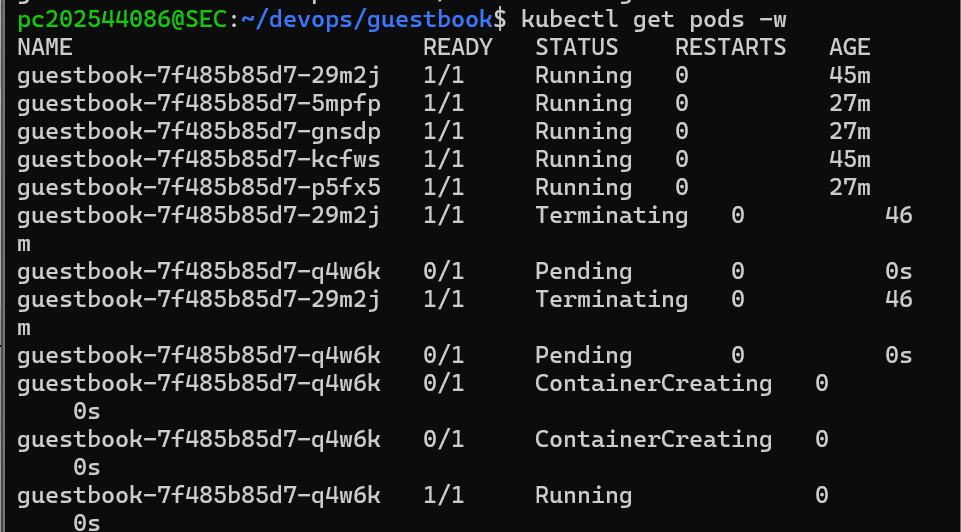 pc202544086@SEC:~/devops/guestbook$ kubectl get pods -w
NAME                         READY   STATUS    RESTARTS   AGE
guestbook-7f485b85d7-29m2j   1/1     Running   0          45m
guestbook-7f485b85d7-5mpfp   1/1     Running   0          27m
guestbook-7f485b85d7-gnsdp   1/1     Running   0          27m
guestbook-7f485b85d7-kcfws   1/1     Running   0          45m
guestbook-7f485b85d7-p5fx5   1/1     Running   0          27m
guestbook-7f485b85d7-29m2j   1/1     Terminating   0          46
m
guestbook-7f485b85d7-q4w6k   0/1     Pending       0          0s
guestbook-7f485b85d7-29m2j   1/1     Terminating   0          46
m
guestbook-7f485b85d7-q4w6k   0/1     Pending       0          0s
guestbook-7f485b85d7-q4w6k   0/1     ContainerCreating   0
    0s
guestbook-7f485b85d7-q4w6k   0/1     ContainerCreating   0
    0s
guestbook-7f485b85d7-q4w6k   1/1     Running             0
    0s